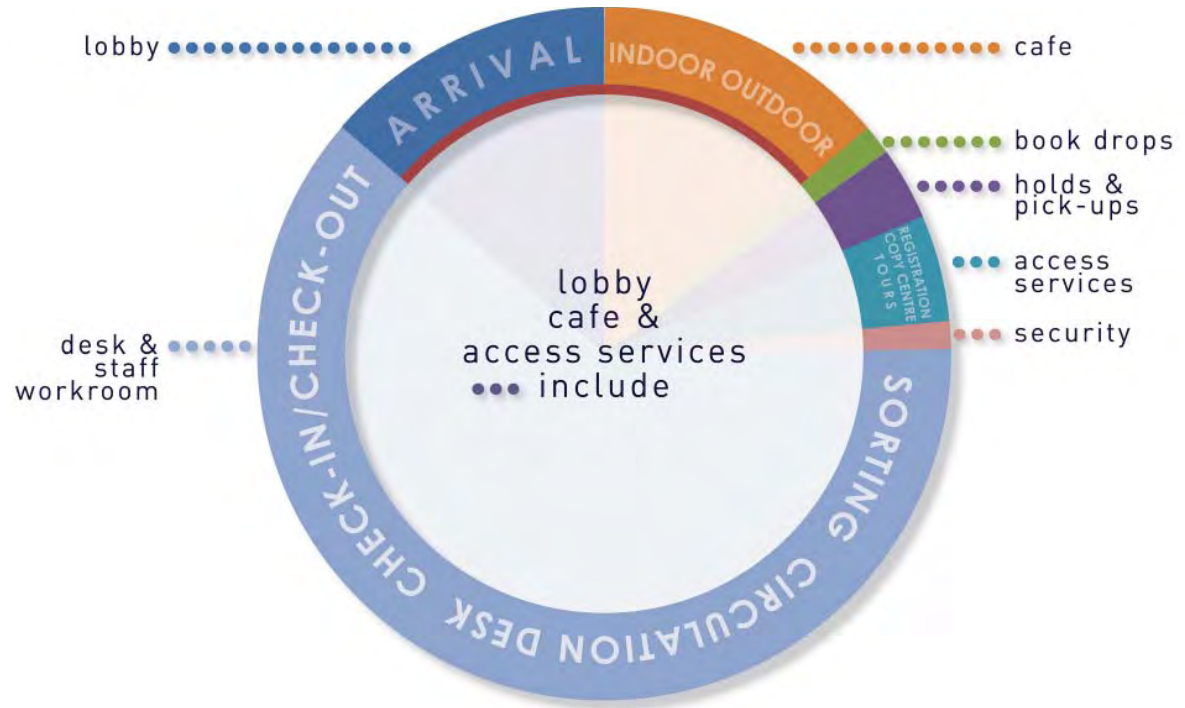 lobby
ARRIVAL
INDOOR OUTDOOR
cafe
book drops
holds &
pick-ups
REGISTRATION
COPY CENTRE
TOURS
access
services
security
lobby
cafe &
access services
include
desk &
staff
workroom
CHECK-IN/CHECK-OUT
SORTING CIRCULATION DESK